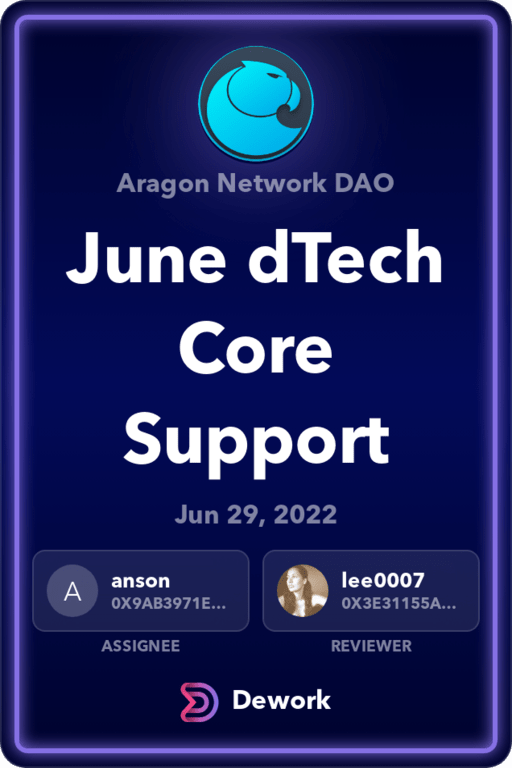 Aragon Network DAO
June dTech
Core
Support
Jun 29, 2022
A
anson
0X9AB3971E...
lee0007
0X3E31155A...
ASSIGNEE
REVIEWER
Dework